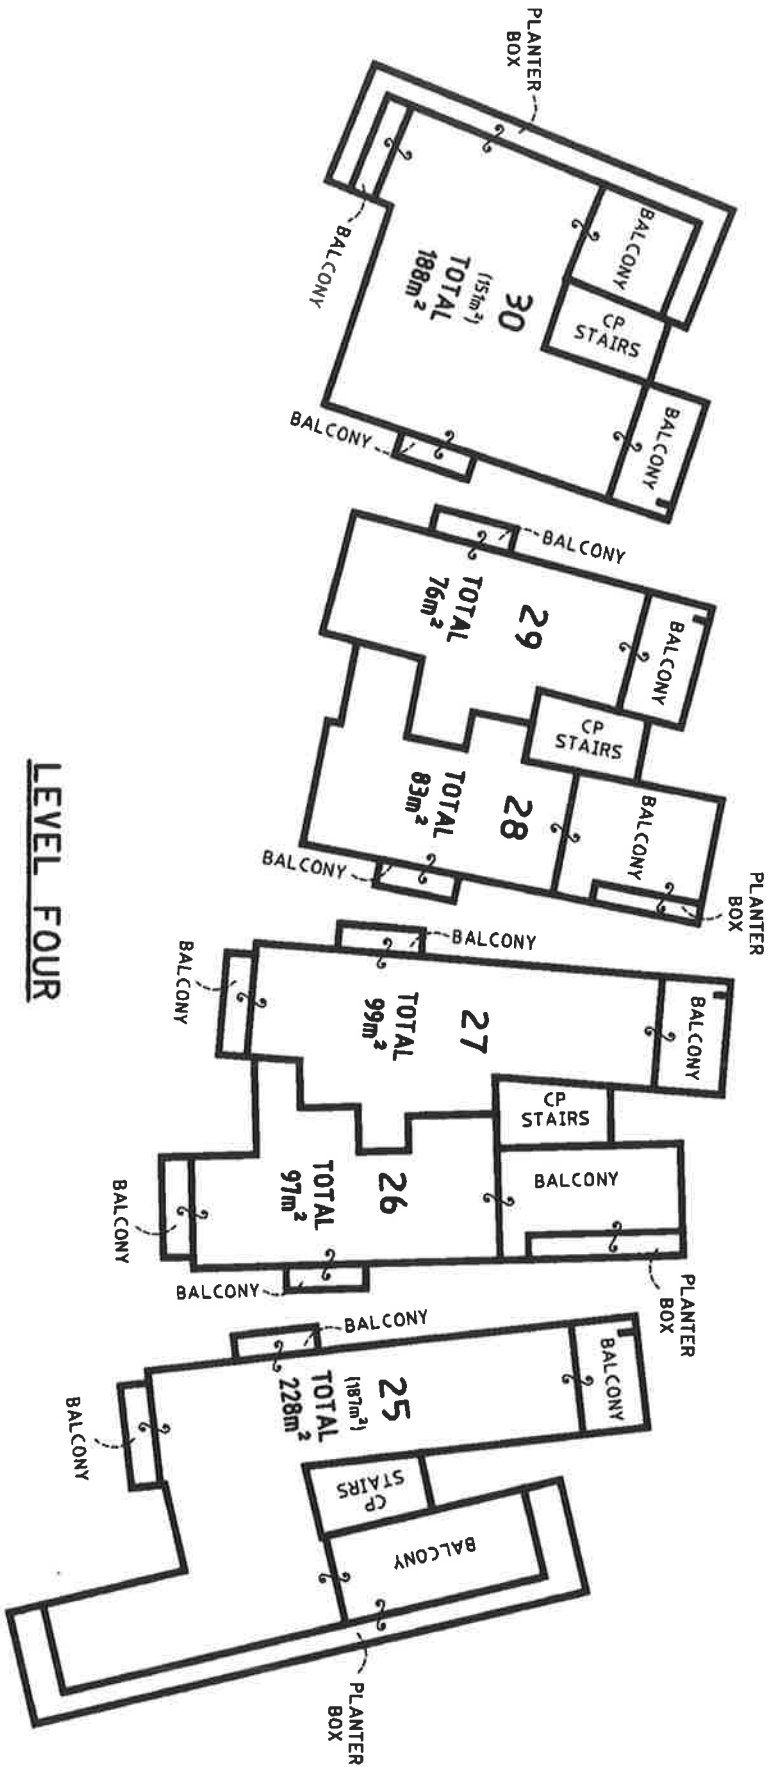 PLANTER
BOX
BALCONY
BALCONY
CP
STAIRS
30
(151m²)
TOTAL
188m²
BALCONY
BALCONY
BALCONY
29
TOTAL
76m²
BALCONY
CP
STAIRS
28
TOTAL
83m²
BALCONY
BALCONY
PLANTER
BOX
BALCONY
BALCONY
27
TOTAL
99m²
BALCONY
CP
STAIRS
26
TOTAL
97m²
BALCONY
BALCONY
BALCONY
PLANTER
BOX
BALCONY
BALCONY
25
(187m²)
TOTAL
228m²
BALCONY
CP
STAIRS
BALCONY
PLANTER
BOX
LEVEL FOUR